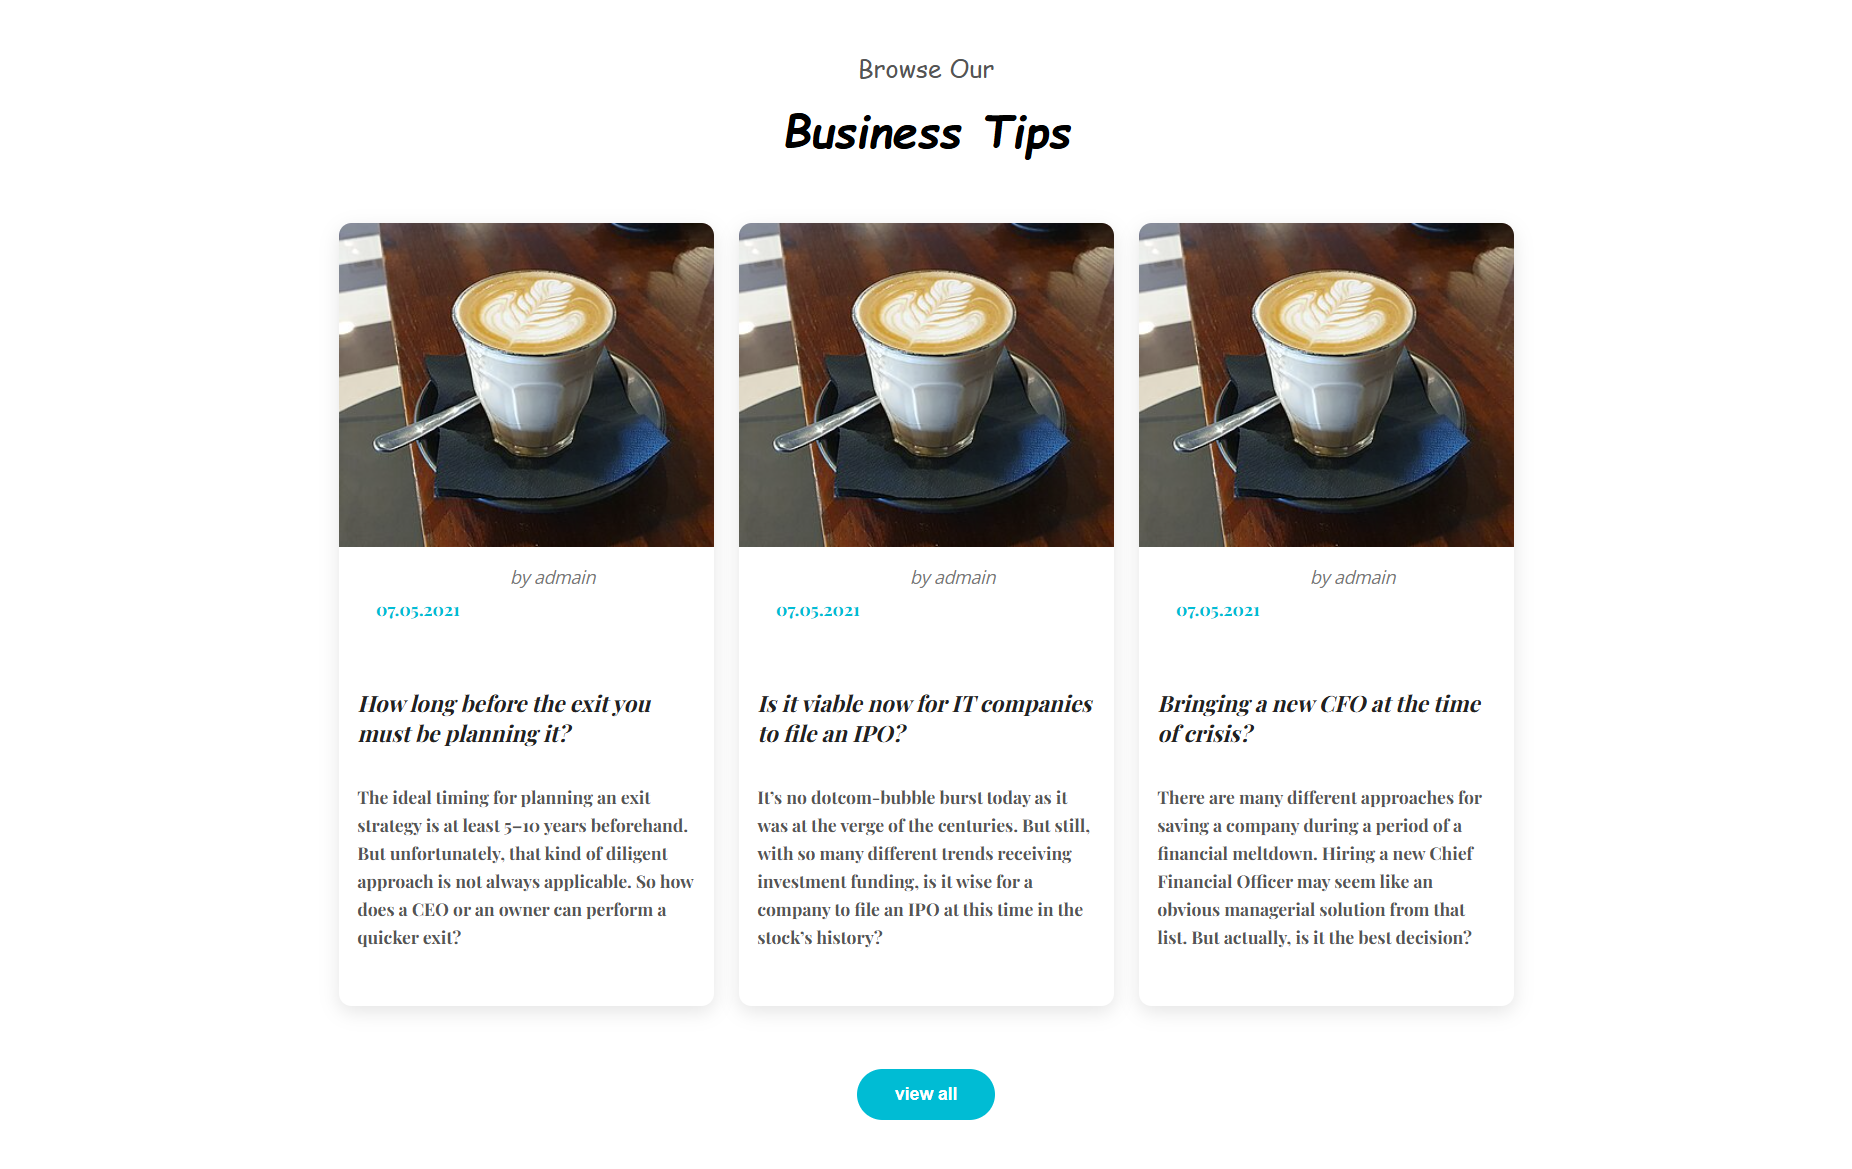 Browse Our
Business Tips
by admain
07.05.2021
How long before the exit you
must be planning it?
The ideal timing for planning an exit
strategy is at least 5–10 years beforehand.
But unfortunately, that kind of diligent
approach is not always applicable. So how
does a CEO or an owner can perform a
quicker exit?
by admain
07.05.2021
Is it viable now for IT companies
to file an IPO?
It’s no dotcom-bubble burst today as it
was at the verge of the centuries. But still,
with so many different trends receiving
investment funding, is it wise for a
company to file an IPO at this time in the
stock’s history?
by admain
07.05.2021
Bringing a new CFO at the time
of crisis?
There are many different approaches for
saving a company during a period of a
financial meltdown. Hiring a new Chief
Financial Officer may seem like an
obvious managerial solution from that
list. But actually, is it the best decision?
view all